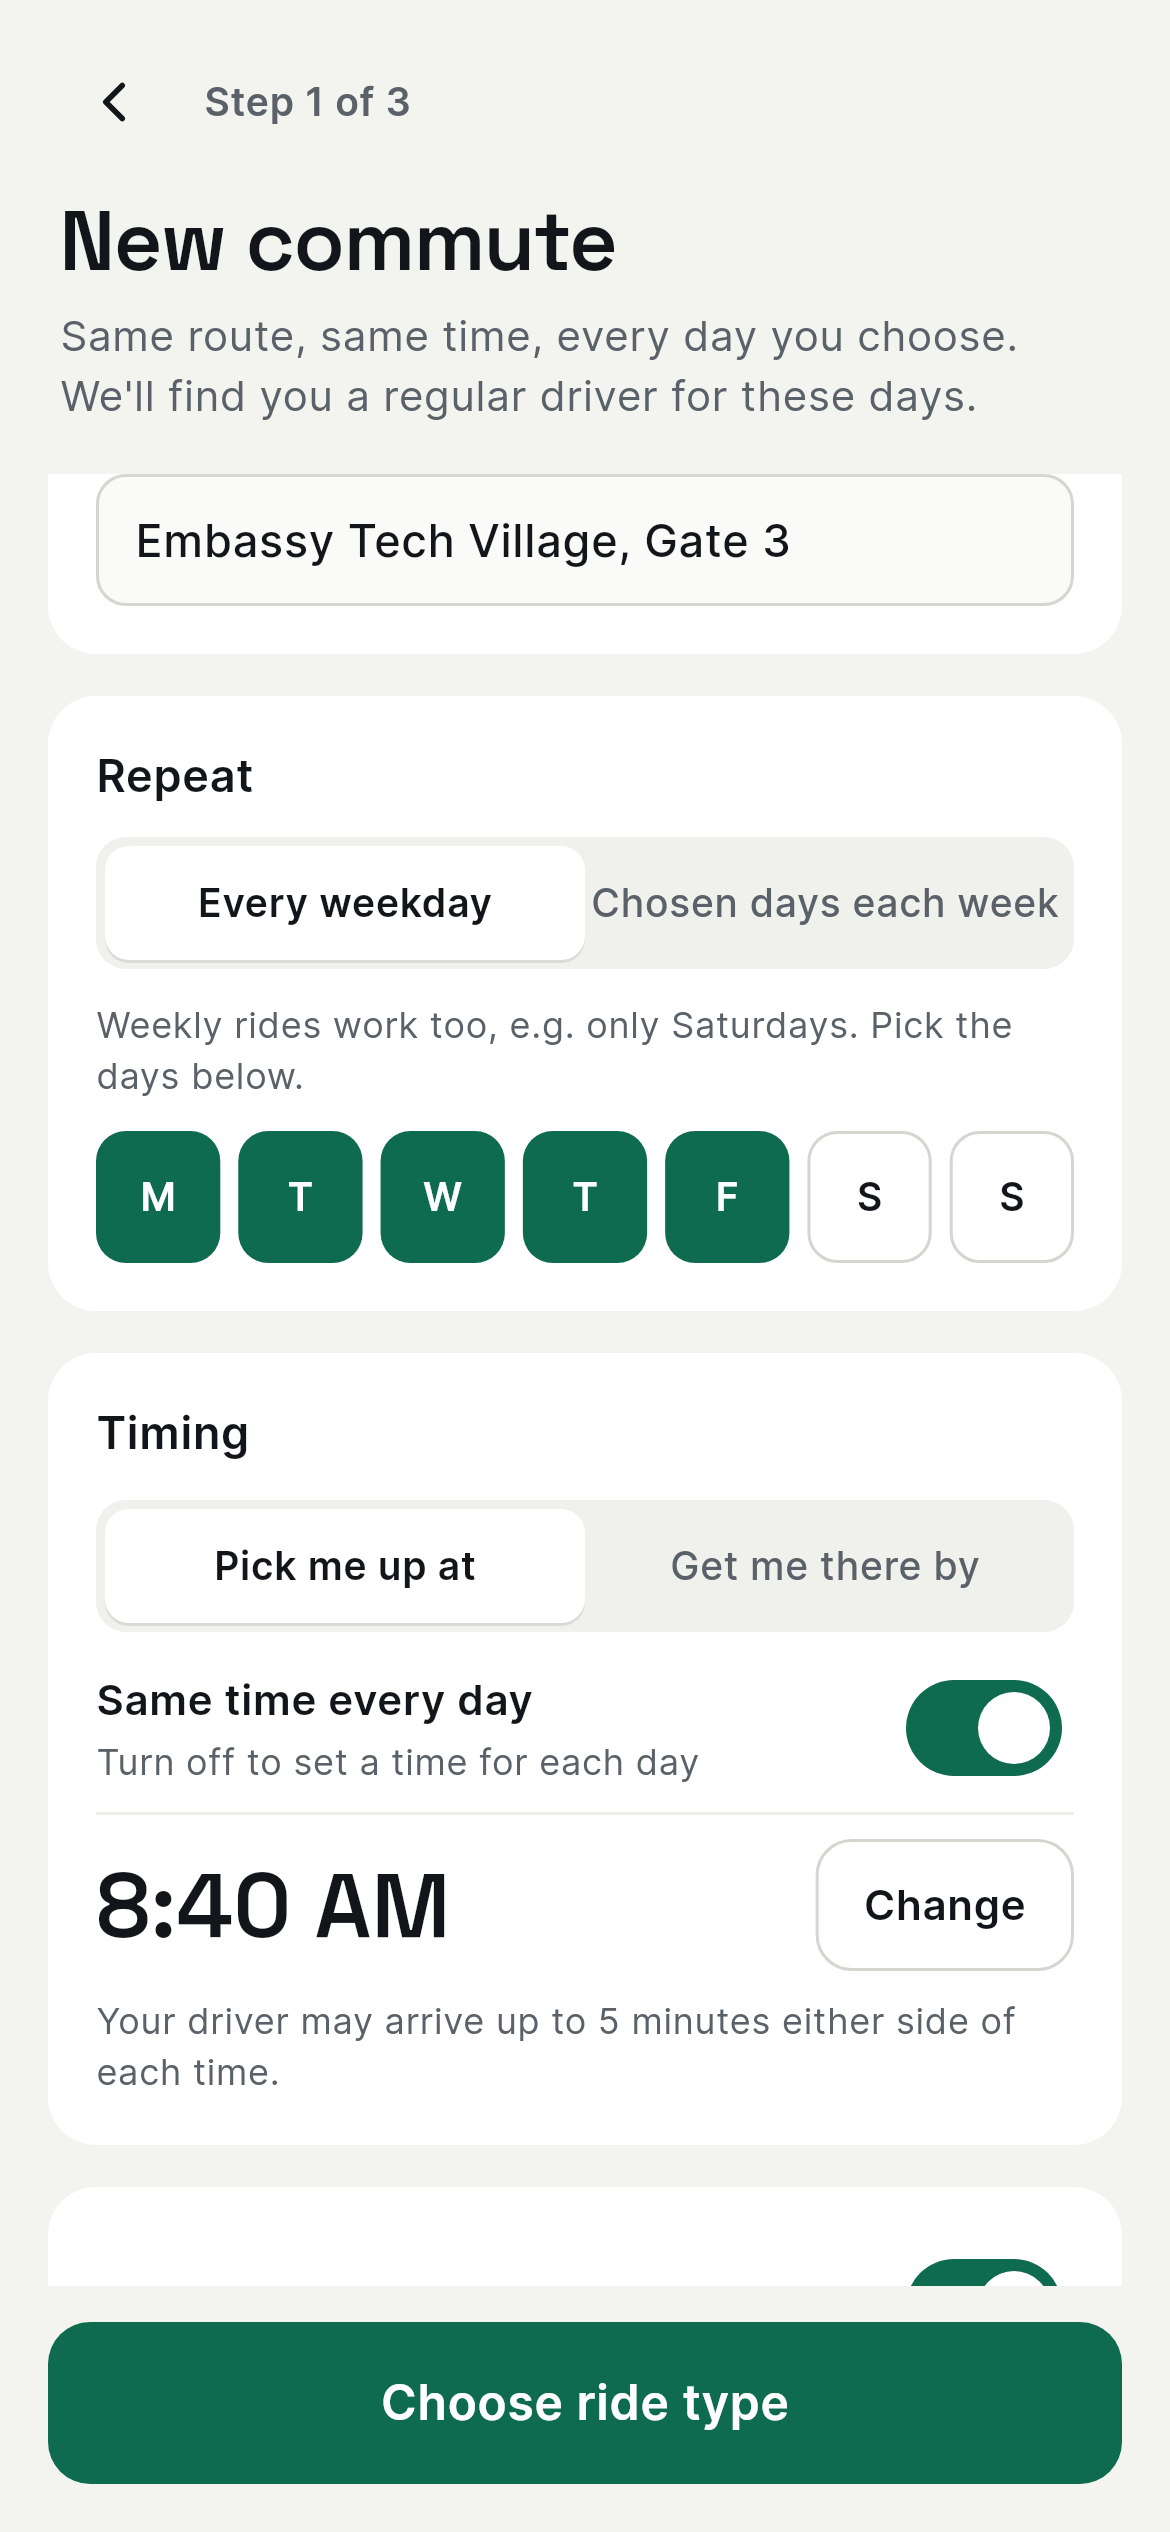 Step 1 of 3
New commute
Same route, same time, every day you choose.
We'll find you a regular driver for these days.
Embassy Tech Village, Gate 3
Repeat
Every weekday
Chosen days each week
Weekly rides work too, e.g. only Saturdays. Pick the
days below.
M T W T F S S
Timing
Pick me up at
Get me there by
Same time every day
Turn off to set a time for each day
8:40 AM
Change
Your driver may arrive up to 5 minutes either side of
each time.
Choose ride type